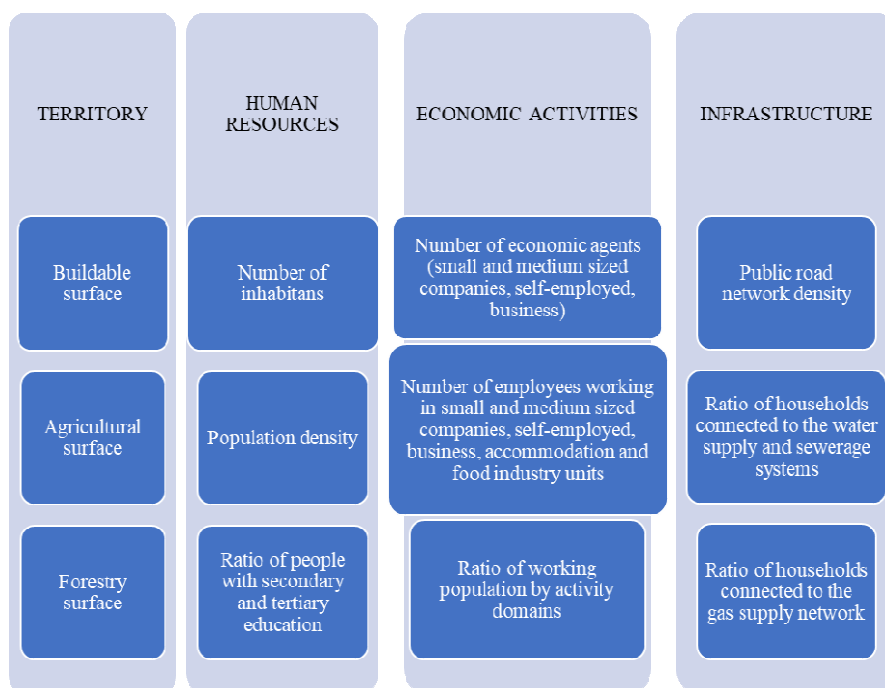 TERRITORY
Buildable
surface
Agricultural
surface
Forestry
surface
HUMAN
RESOURCES
Number of
inhabitans
Population density
Ratio of people
with secondary
and tertiary
education
ECONOMIC ACTIVITIES
Number of economic agents
(small and medium sized
companies, self-employed,
business)
Number of employees working
in small and medium sized
companies, self-employed,
business, accommodation and
food industry units
Ratio of working
population by activity
domains
INFRASTRUCTURE
Public road
network density
Ratio of households
connected to the water
supply and sewerage
systems
Ratio of households
connected to the
gas supply network